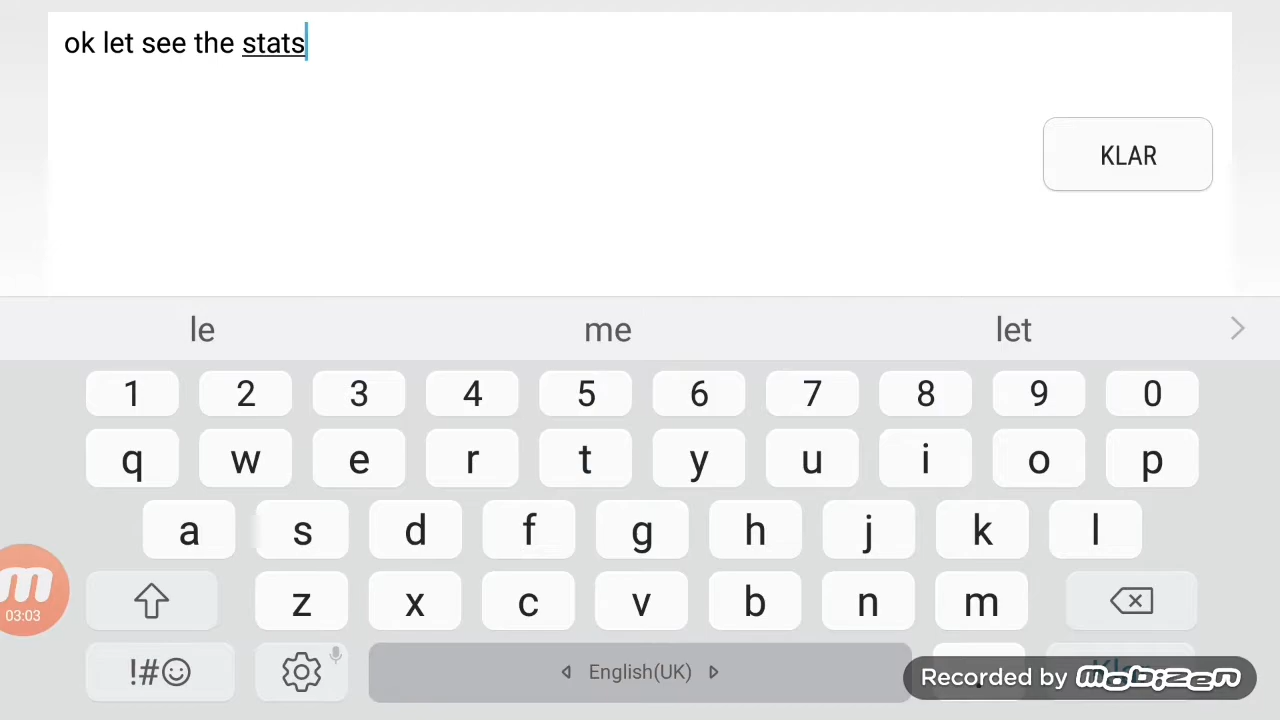 ok let see the stats
KLAR
le me let
1 2 3 4 5 6 7 8 9 0
q w e r t y u i o p
a s d f g h j k l
z x c v b n m
03:03
!#☺ English(UK)
Recorded by mobizen